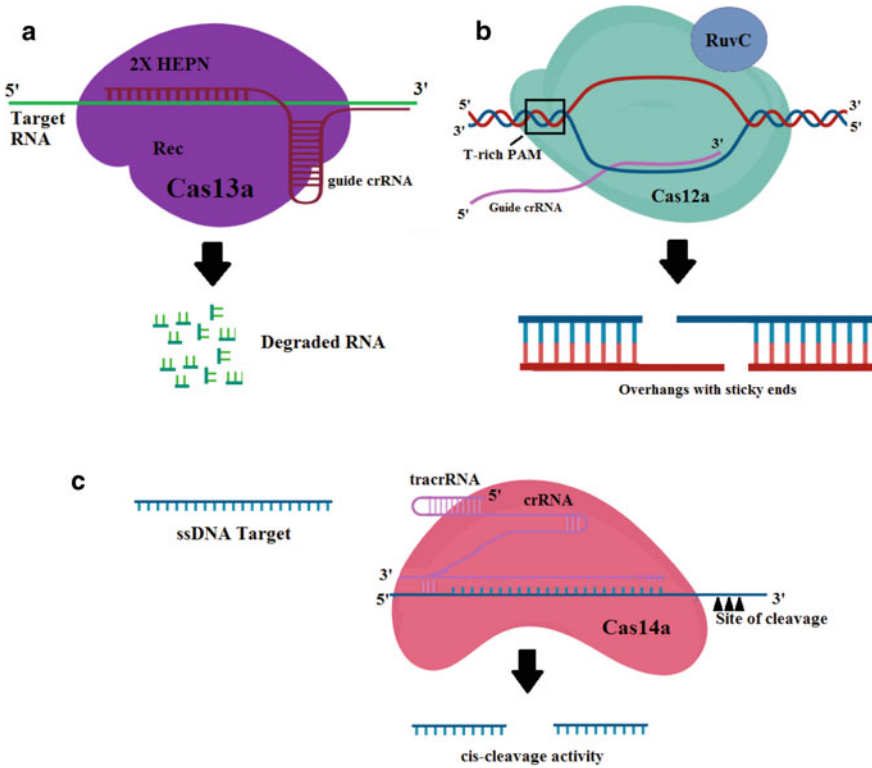 a
2X HEPN
5'
3'
Target
RNA
Rec
Cas13a
guide crRNA
Degraded RNA
b
RuvC
5'
3'
3'
5'
T-rich PAM
3'
Cas12a
5'
Guide crRNA
Overhangs with sticky ends
c
tracrRNA
5'
crRNA
ssDNA Target
3'
5'
3'
Cas14a
Site of cleavage
cis-cleavage activity